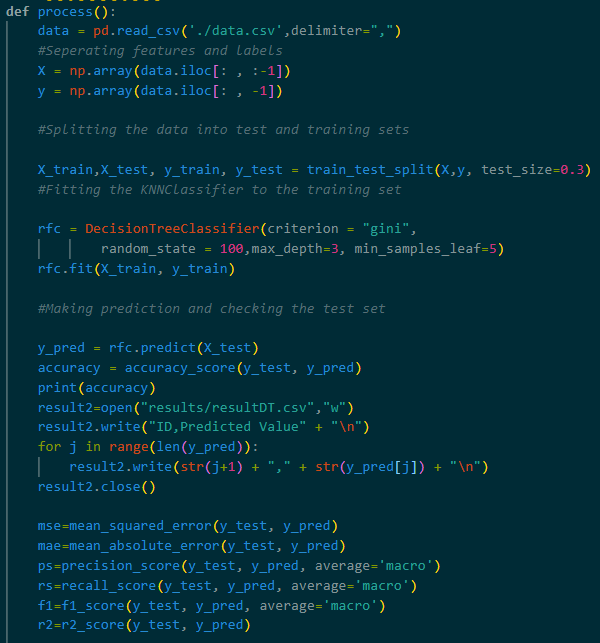 def process():
    data = pd.read_csv('./data.csv',delimiter=",")
    #Seperating features and labels
    X = np.array(data.iloc[: , :-1])
    y = np.array(data.iloc[: , -1])
    #Splitting the data into test and training sets
    X_train,X_test, y_train, y_test = train_test_split(X,y, test_size=0.3)
    #Fitting the KNNClassifier to the training set
    rfc = DecisionTreeClassifier(criterion = "gini",
            random_state = 100,max_depth=3, min_samples_leaf=5)
    rfc.fit(X_train, y_train)
    #Making prediction and checking the test set
    y_pred = rfc.predict(X_test)
    accuracy = accuracy_score(y_test, y_pred)
    print(accuracy)
    result2=open("results/resultDT.csv","w")
    result2.write("ID,Predicted Value" + "\n")
    for j in range(len(y_pred)):
        result2.write(str(j+1) + "," + str(y_pred[j]) + "\n")
    result2.close()
    mse=mean_squared_error(y_test, y_pred)
    mae=mean_absolute_error(y_test, y_pred)
    ps=precision_score(y_test, y_pred, average='macro')
    rs=recall_score(y_test, y_pred, average='macro')
    f1=f1_score(y_test, y_pred, average='macro')
    r2=r2_score(y_test, y_pred)